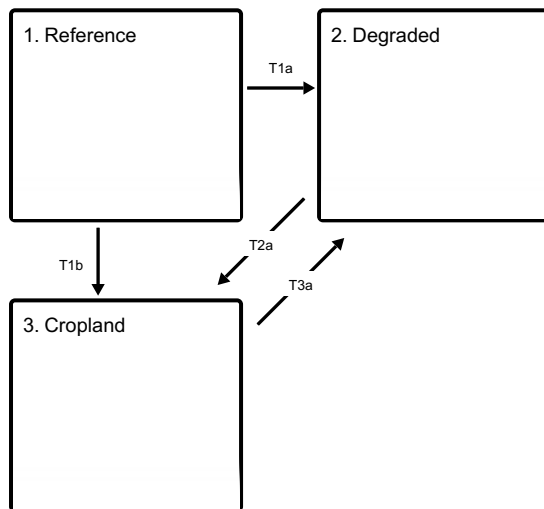 1. Reference
2. Degraded
T1a
T2a
T1b
T3a
3. Cropland